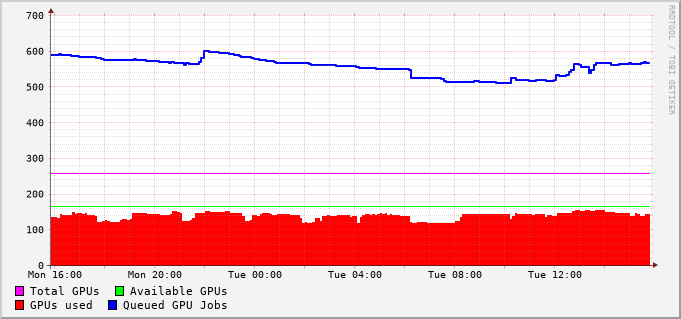 700
600
500
400
300
200
100
0
Mon 16:00 Mon 20:00 Tue 00:00 Tue 04:00 Tue 08:00 Tue 12:00
Total GPUs Available GPUs
GPUs used Queued GPU Jobs
RRDTOOL / TOBI OETIKER